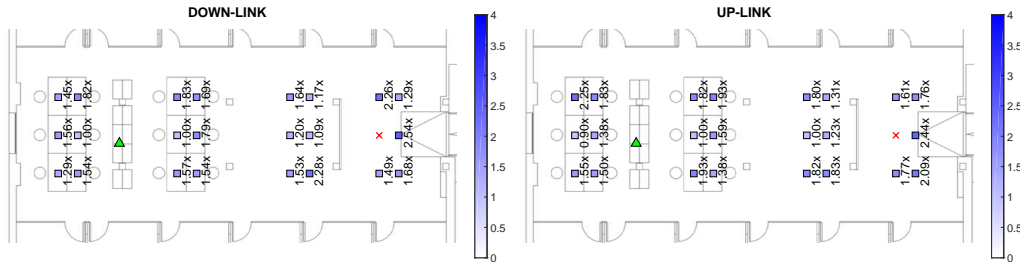 DOWN-LINK
1.45x 1.82x 1.83x 1.69x 1.64x 1.17x 2.26x 1.29x
1.56x 1.00x 1.00x 1.79x 1.20x 1.09x 2.54x
1.29x 1.54x 1.57x 1.54x 1.53x 2.28x 1.49x 1.68x
4
3.5
3
2.5
2
1.5
1
0.5
0
UP-LINK
2.25x 1.83x 1.82x 1.93x 1.80x 1.31x 1.61x 1.76x
0.90x 1.38x 1.00x 1.59x 1.00x 1.23x 2.44x
1.55x 1.50x 1.93x 1.38x 1.82x 1.83x 1.77x 2.09x
4
3.5
3
2.5
2
1.5
1
0.5
0